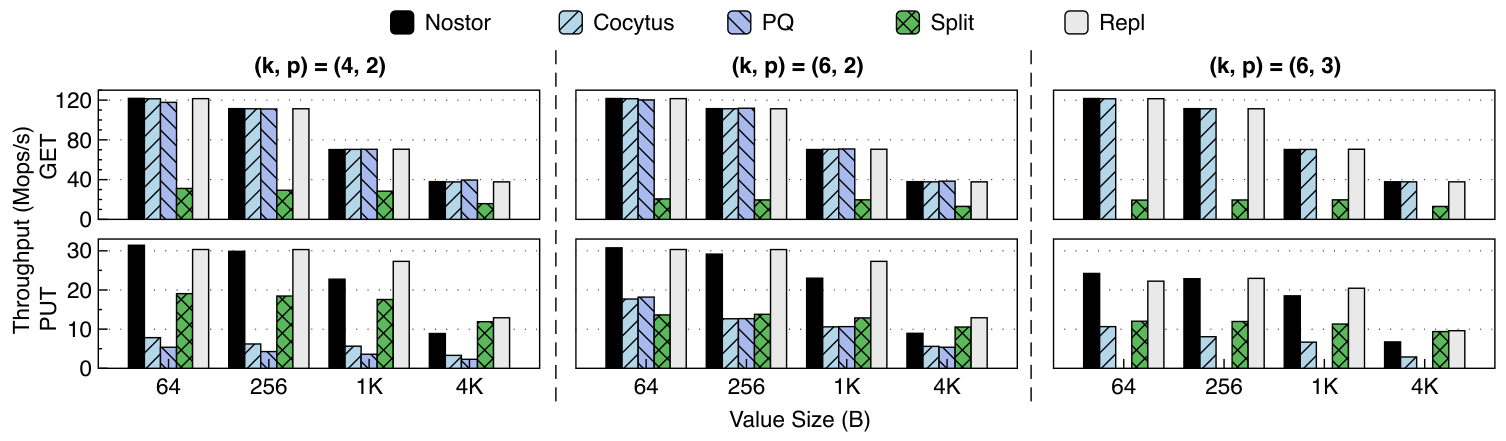 Nostor Cocytus PQ Split Repl
(k, p) = (4, 2) (k, p) = (6, 2) (k, p) = (6, 3)
Throughput (Mops/s)
GET
120
80
40
0
PUT
30
20
10
0
64 256 1K 4K 64 256 1K 4K 64 256 1K 4K
Value Size (B)